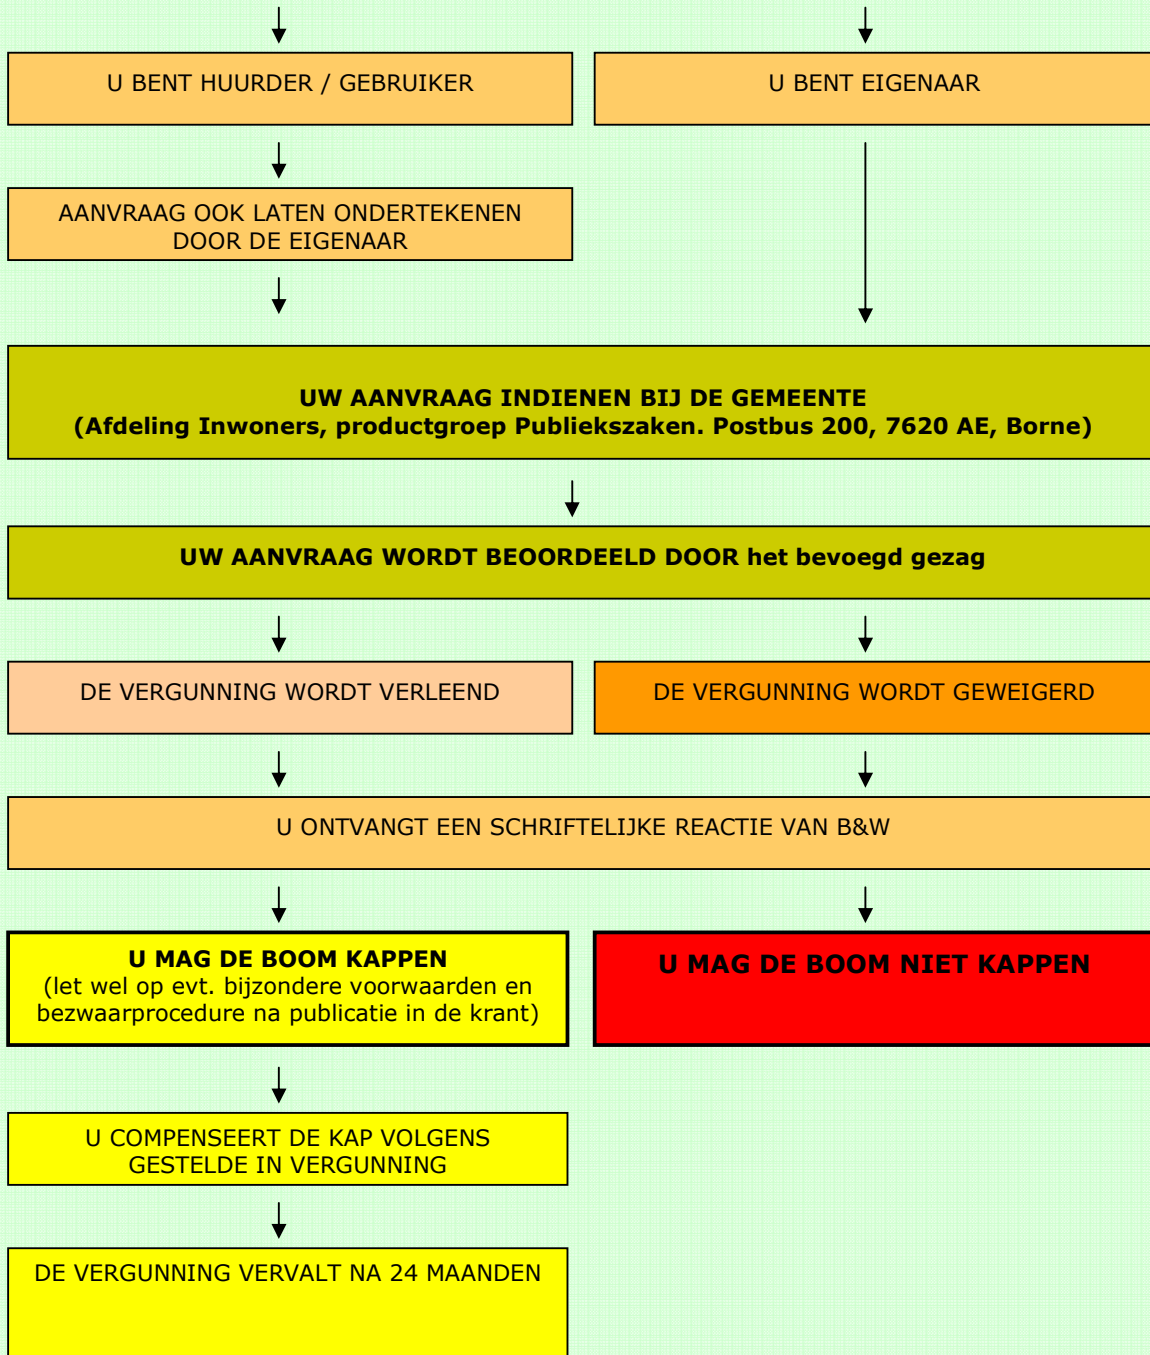 U BENT HUURDER / GEBRUIKER
U BENT EIGENAAR
AANVRAAG OOK LATEN ONDERTEKENEN
DOOR DE EIGENAAR
UW AANVRAAG INDIENEN BIJ DE GEMEENTE
(Afdeling Inwoners, productgroep Publiekszaken. Postbus 200, 7620 AE, Borne)
UW AANVRAAG WORDT BEOORDEELD DOOR het bevoegd gezag
DE VERGUNNING WORDT VERLEEND
DE VERGUNNING WORDT GEWEIGERD
U ONTVANGT EEN SCHRIFTELIJKE REACTIE VAN B&W
U MAG DE BOOM KAPPEN
(let wel op evt. bijzondere voorwaarden en
bezwaarprocedure na publicatie in de krant)
U MAG DE BOOM NIET KAPPEN
U COMPENSEERT DE KAP VOLGENS
GESTELDE IN VERGUNNING
DE VERGUNNING VERVALT NA 24 MAANDEN